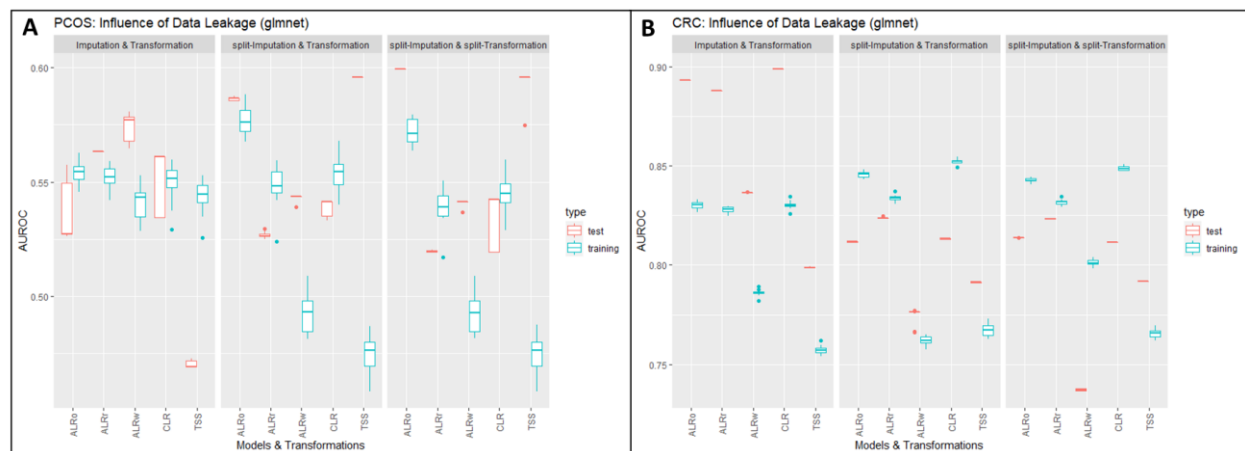 A
PCOS: Influence of Data Leakage (glmnet)
Imputation & Transformation
split-Imputation & Transformation
split-Imputation & split-Transformation
0.60
0.55
0.50
AUROC
ALRo
ALRr
ALRw
CLR
TSS
ALRo
ALRr
ALRw
CLR
TSS
ALRo
ALRr
ALRw
CLR
TSS
Models & Transformations
type
test
training
B
CRC: Influence of Data Leakage (glmnet)
Imputation & Transformation
split-Imputation & Transformation
split-Imputation & split-Transformation
0.90
0.85
0.80
0.75
AUROC
ALRo
ALRr
ALRw
CLR
TSS
ALRo
ALRr
ALRw
CLR
TSS
ALRo
ALRr
ALRw
CLR
TSS
Models & Transformations
type
test
training